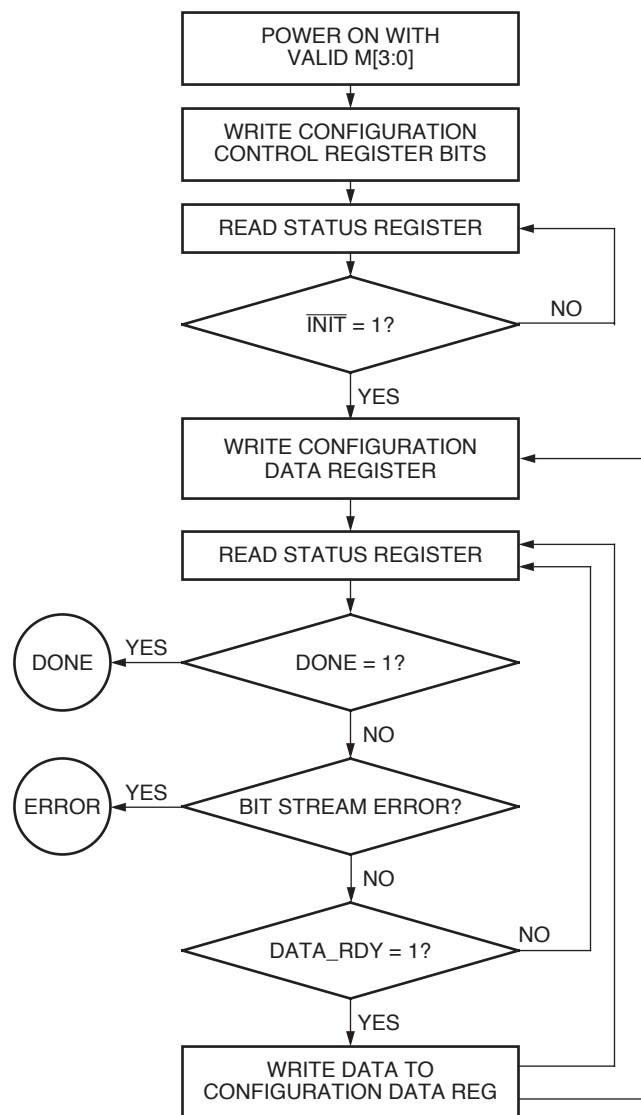 POWER ON WITH
VALID M[3:0]
WRITE CONFIGURATION
CONTROL REGISTER BITS
READ STATUS REGISTER
I̅N̅I̅T̅ = 1?
NO
YES
WRITE CONFIGURATION
DATA REGISTER
READ STATUS REGISTER
DONE
YES
DONE = 1?
NO
ERROR
YES
BIT STREAM ERROR?
NO
DATA_RDY = 1?
NO
YES
WRITE DATA TO
CONFIGURATION DATA REG